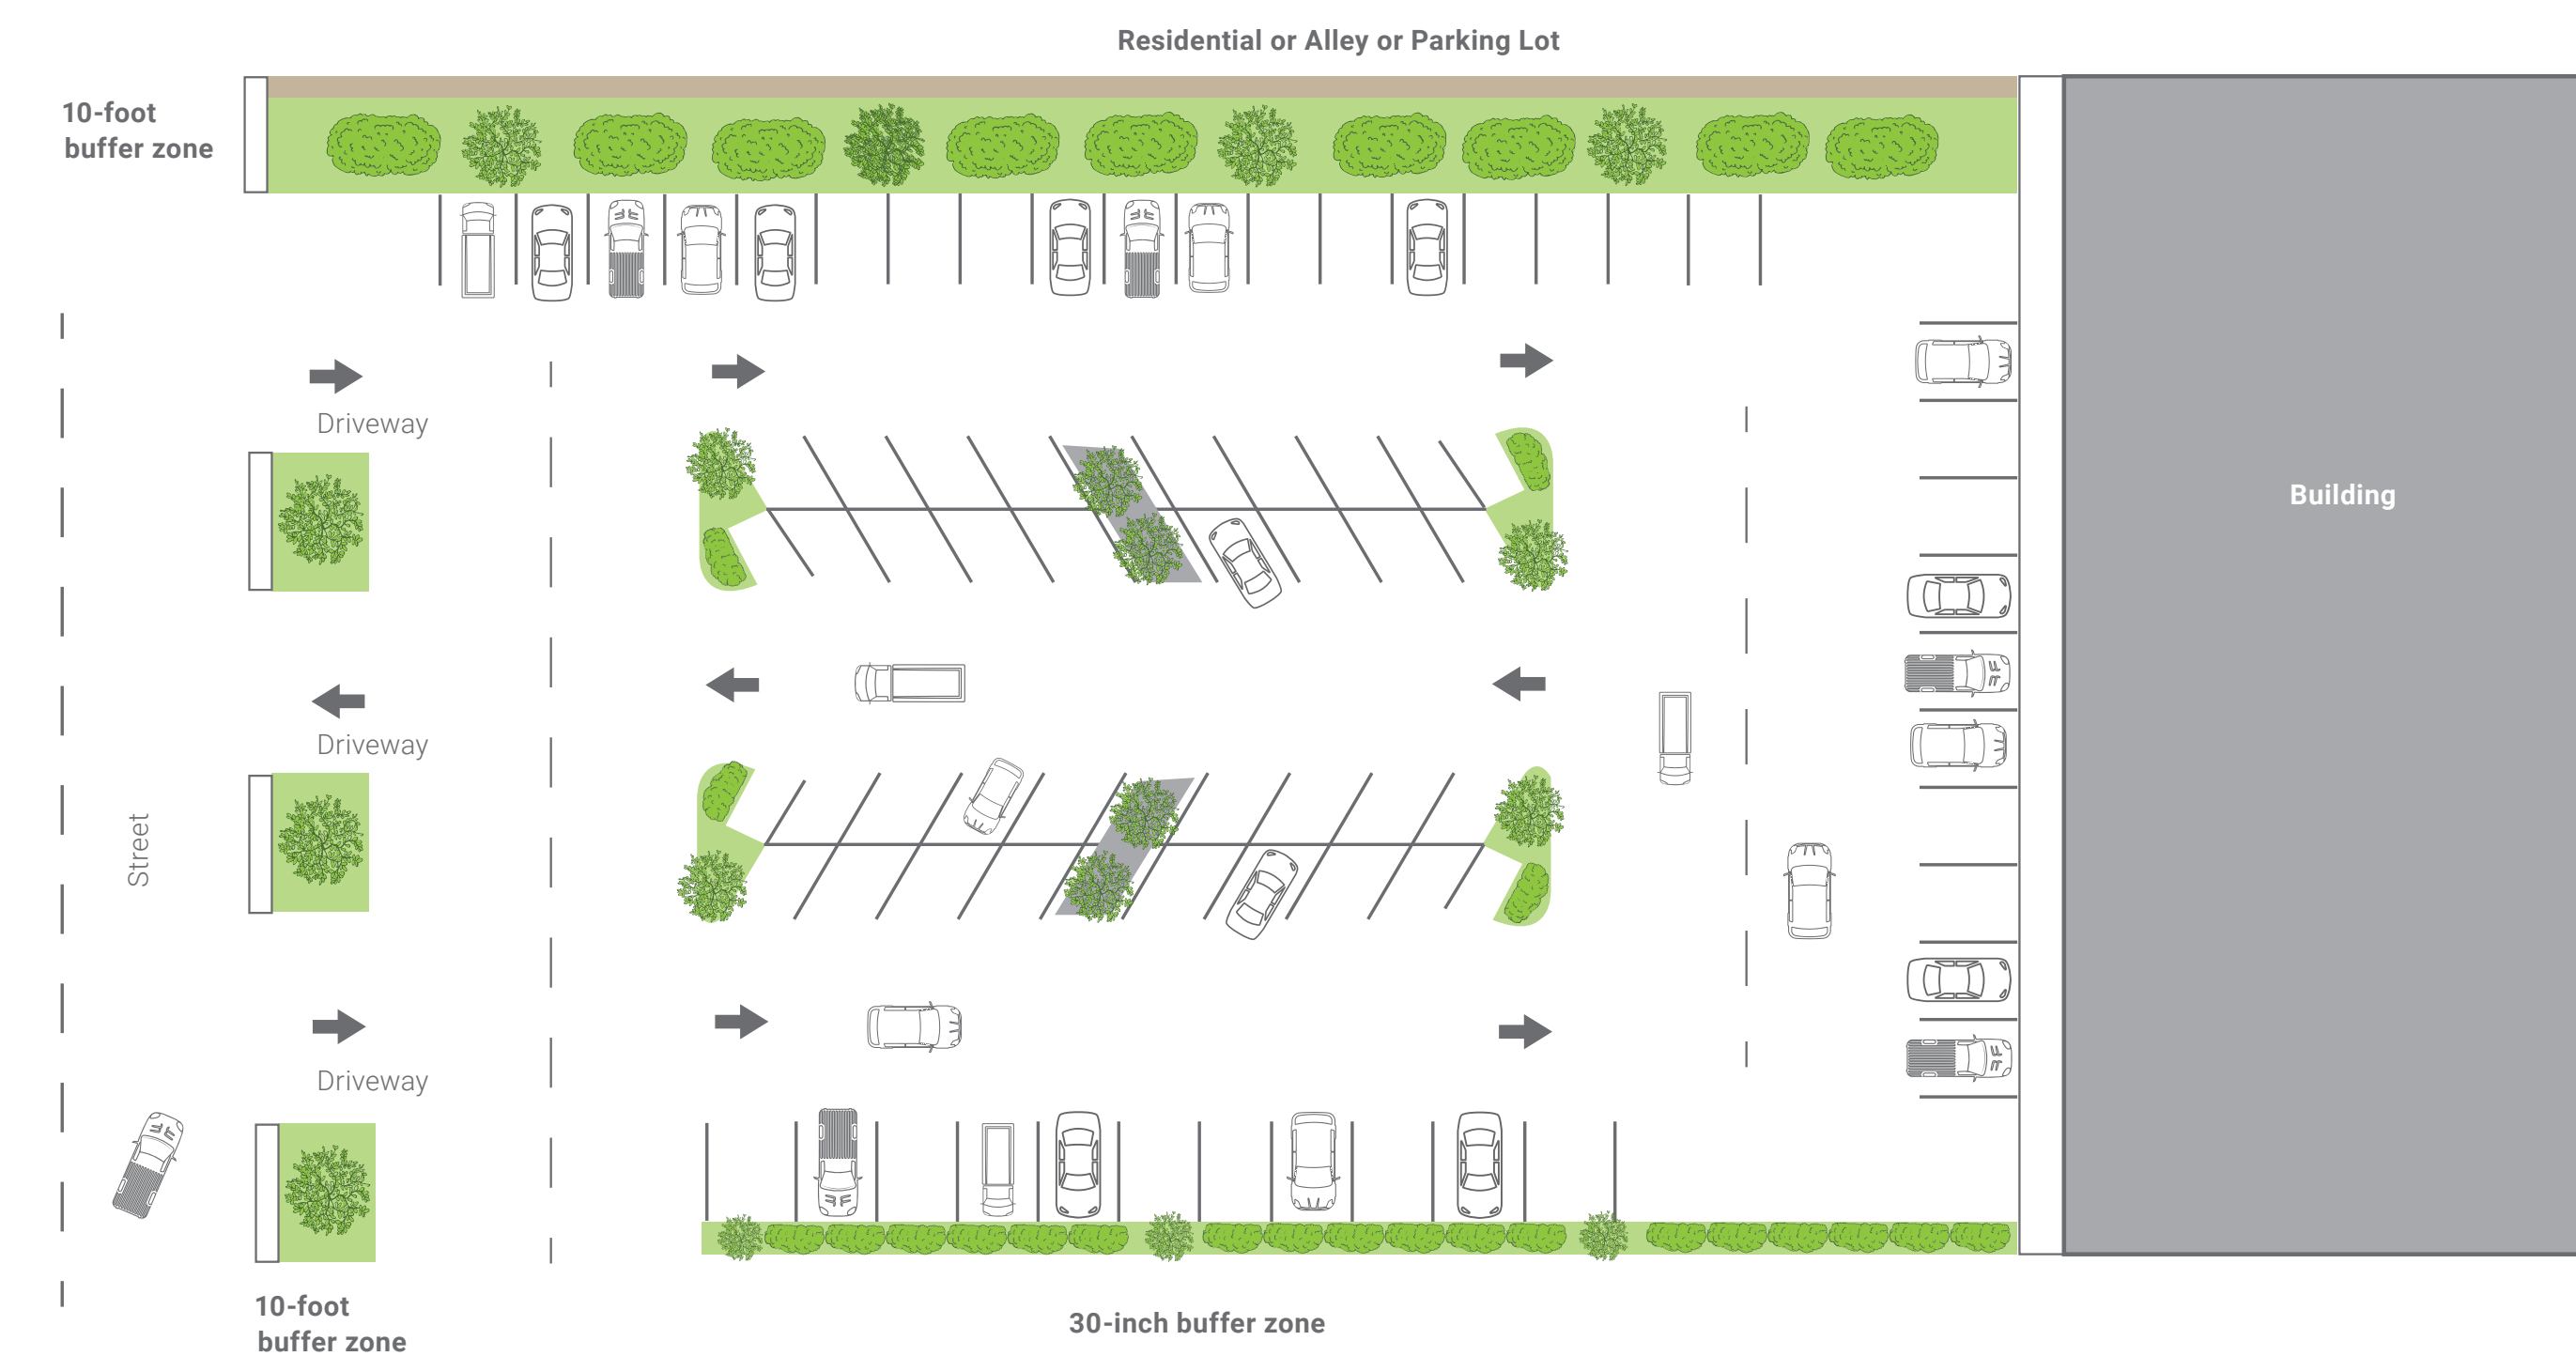 Residential or Alley or Parking Lot
10-foot
buffer zone
Driveway
Building
Driveway
Street
Driveway
10-foot
buffer zone
30-inch buffer zone